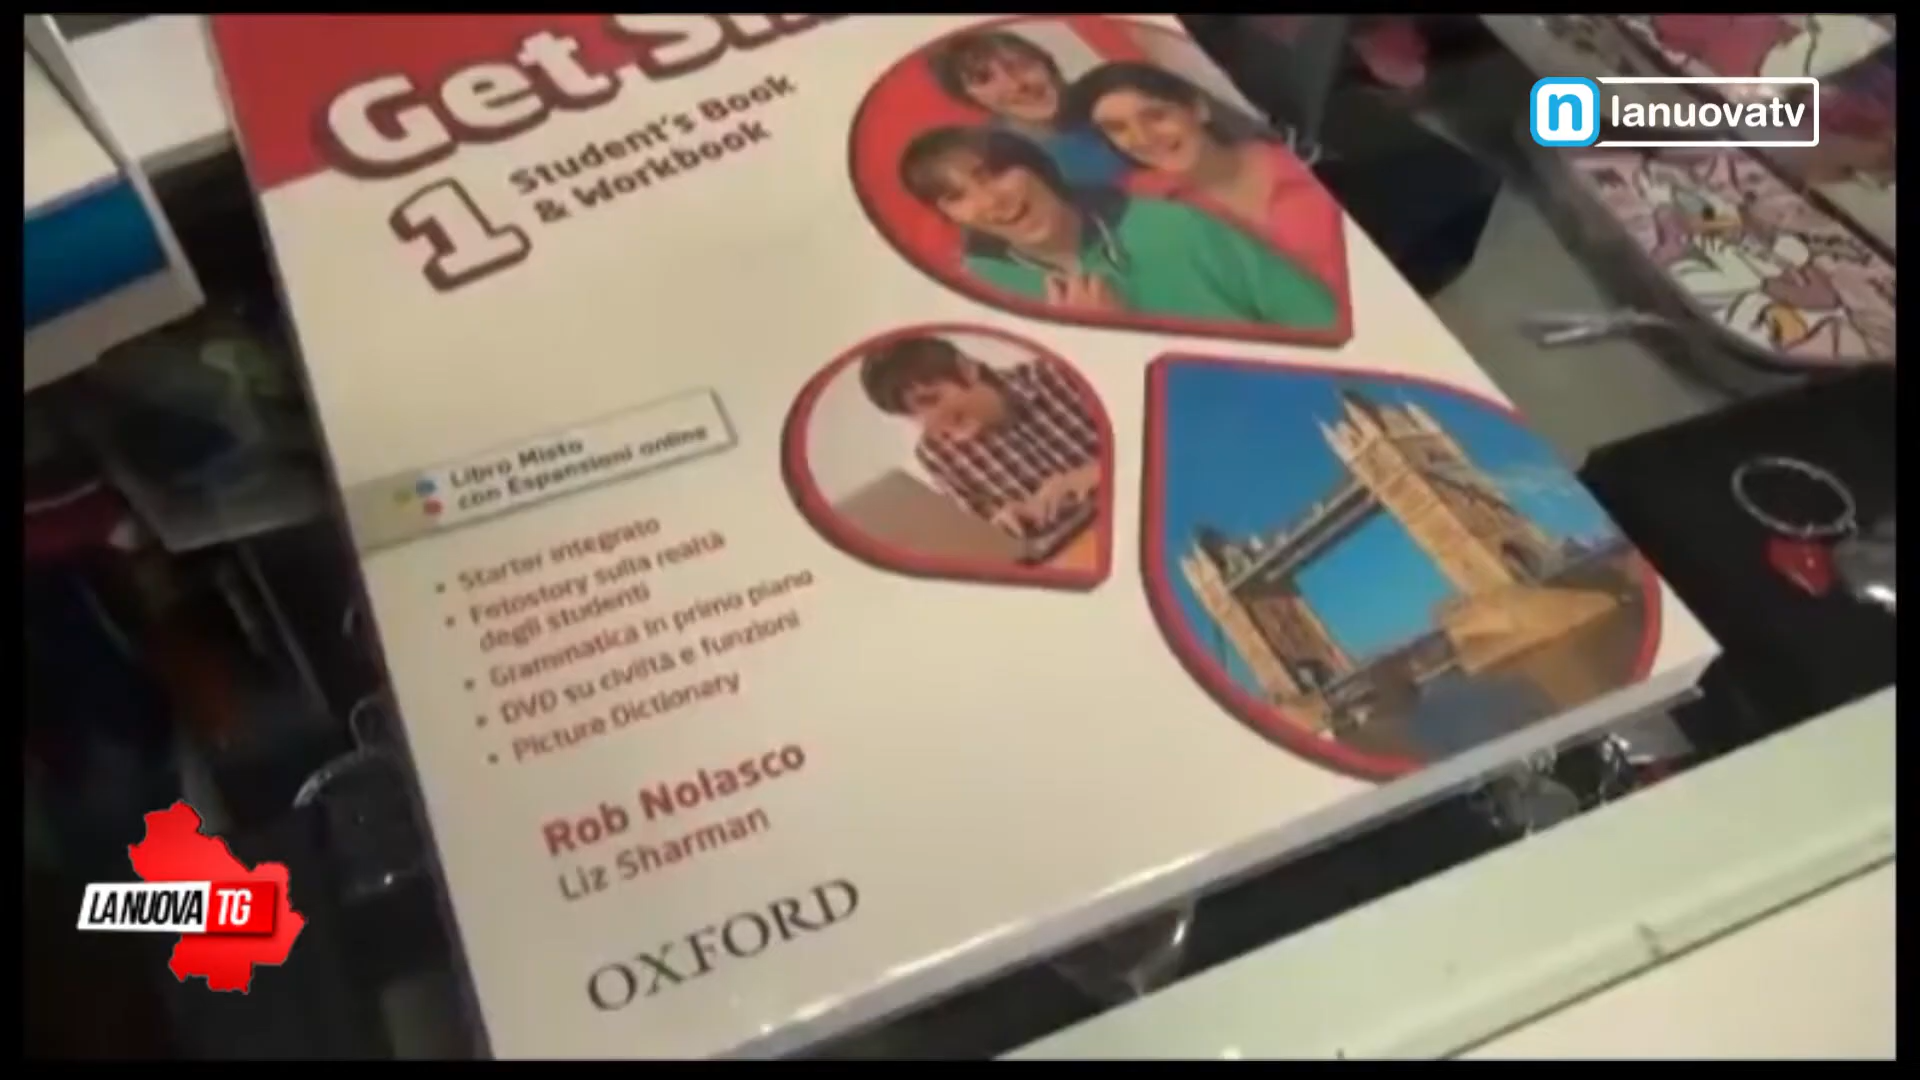 Get
1
Student's Book
& Workbook
Libro Misto
con Espansioni online
• Starter integrato
• Fotostory sulla realtà
degli studenti
• Grammatica in primo piano
• DVD su civiltà e funzioni
• Picture Dictionary
Rob Nolasco
Liz Sharman
OXFORD
n lanuovatv
LA NUOVA TG